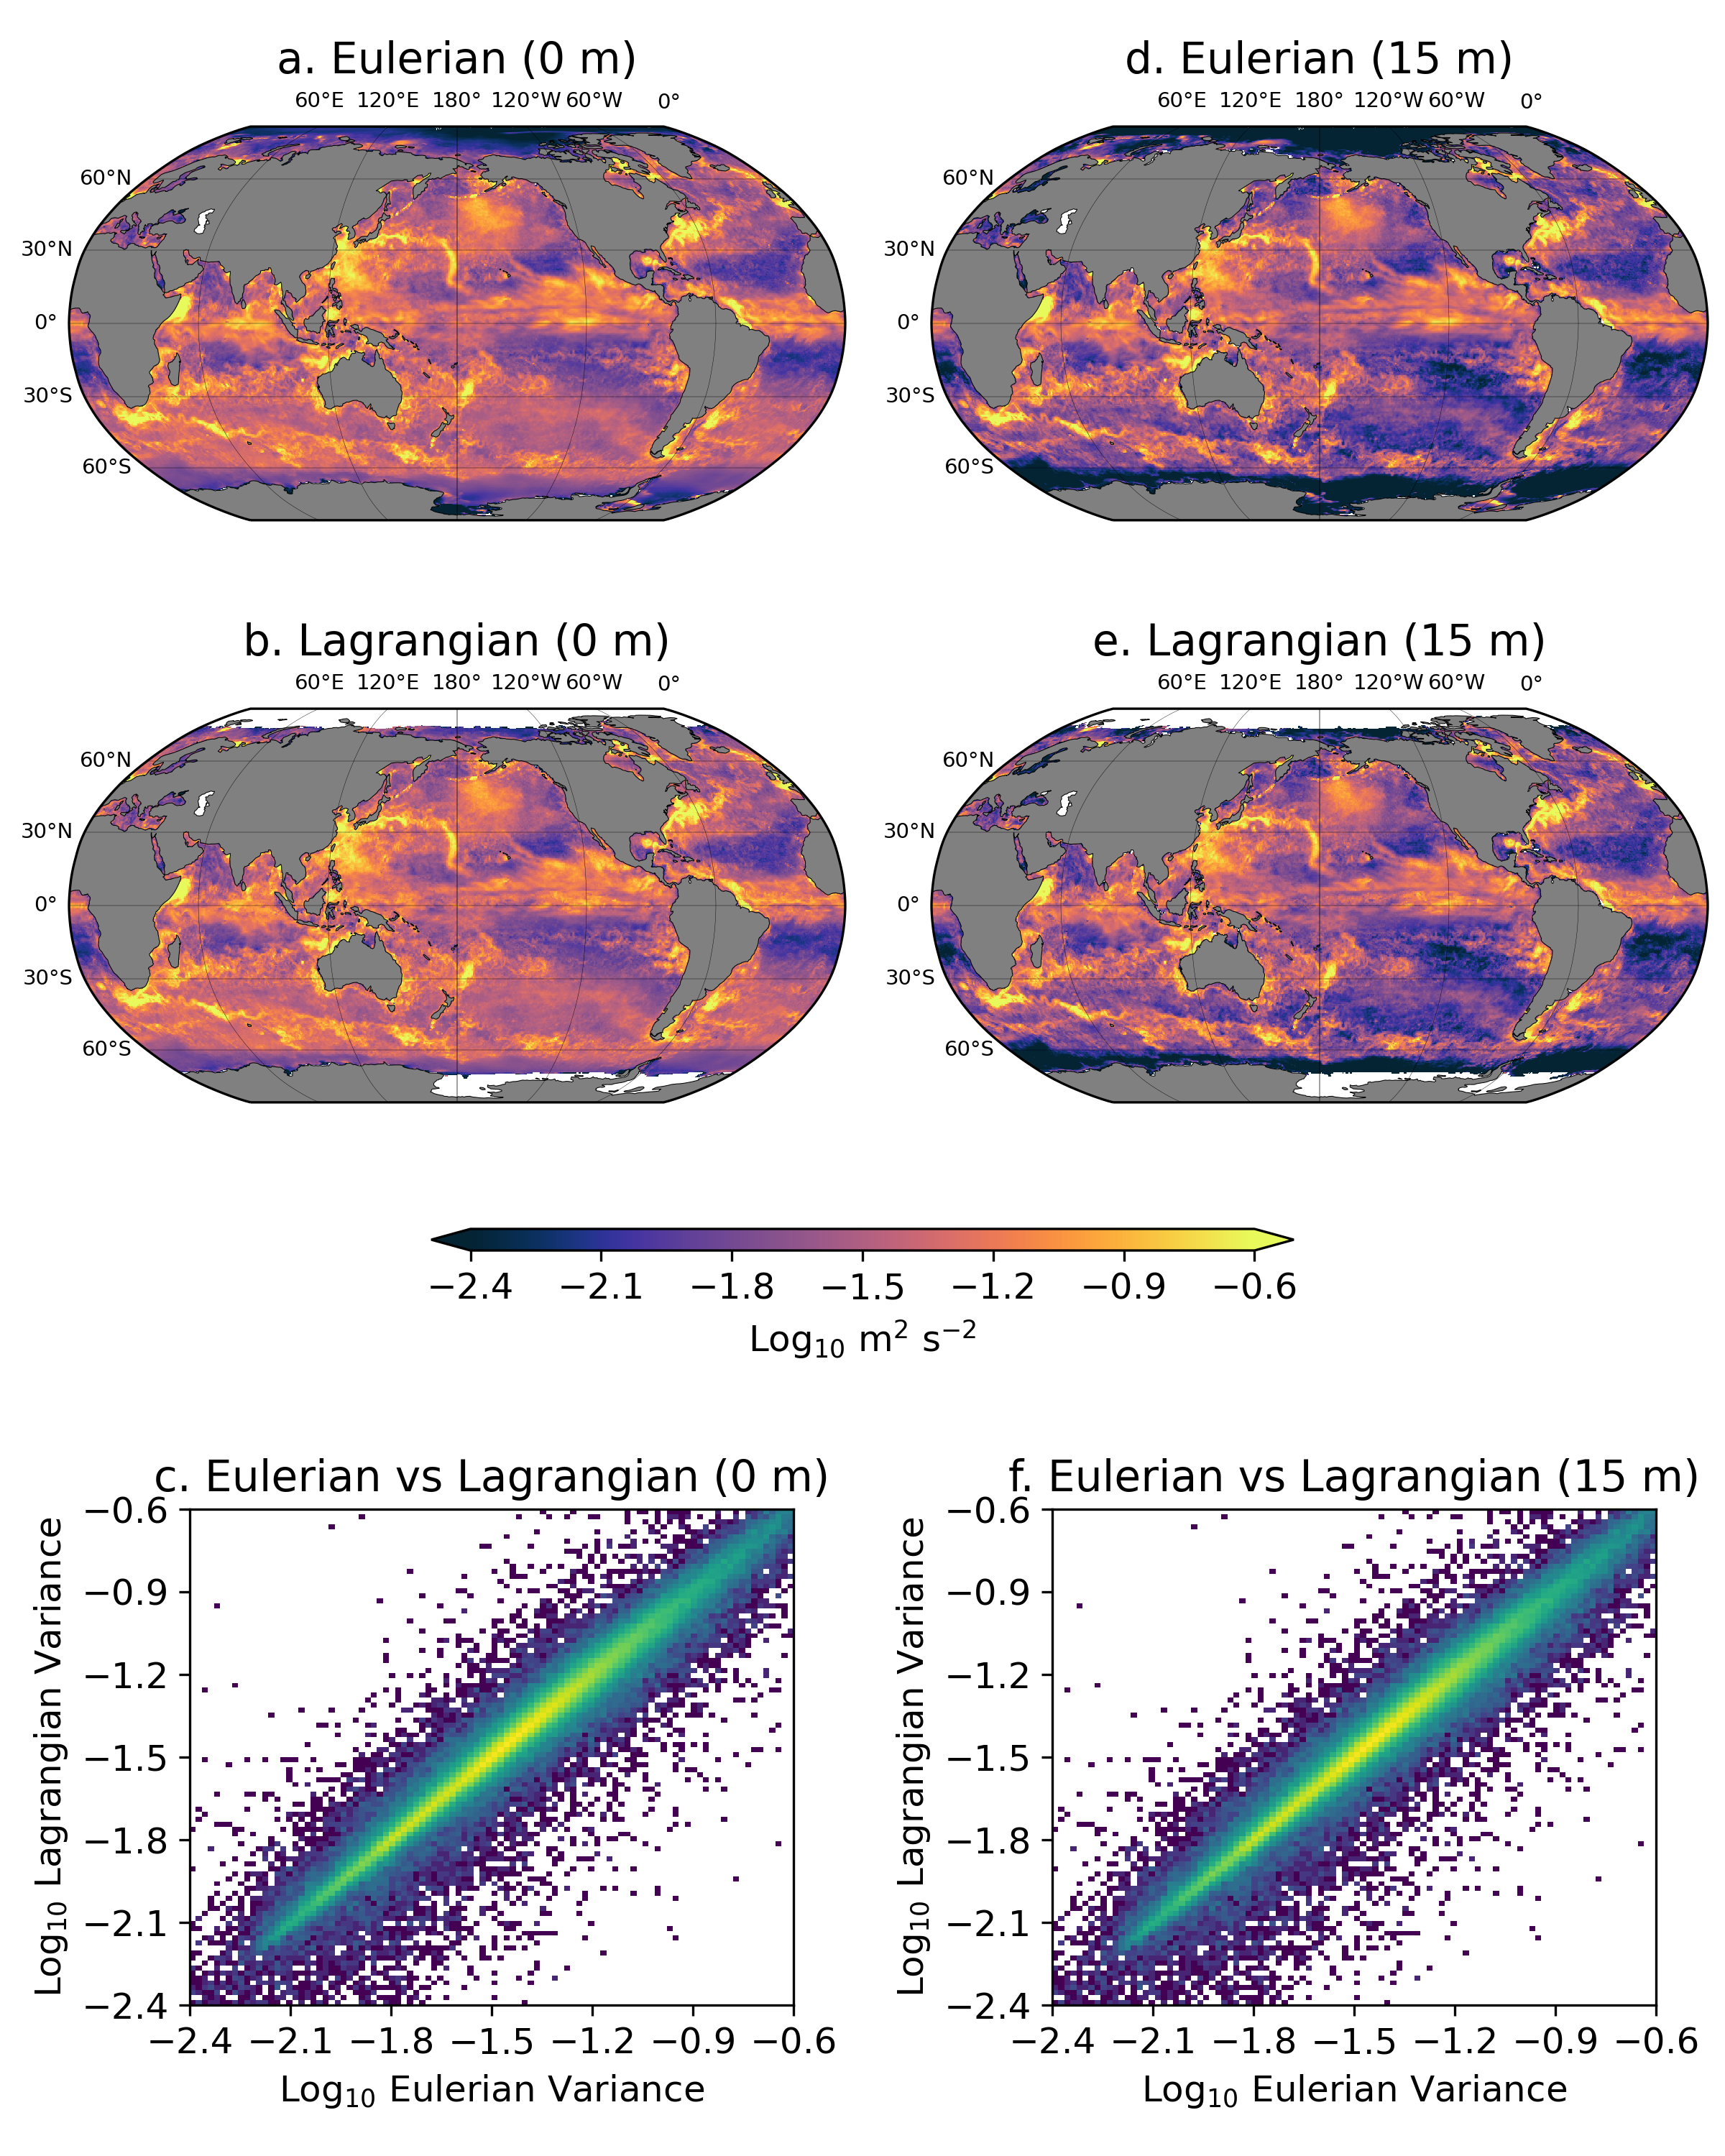 a. Eulerian (0 m)
60°E 120°E 180° 120°W 60°W 0°
60°N
30°N
0°
30°S
60°S
d. Eulerian (15 m)
60°E 120°E 180° 120°W 60°W 0°
60°N
30°N
0°
30°S
60°S
b. Lagrangian (0 m)
60°E 120°E 180° 120°W 60°W 0°
60°N
30°N
0°
30°S
60°S
e. Lagrangian (15 m)
60°E 120°E 180° 120°W 60°W 0°
60°N
30°N
0°
30°S
60°S
−2.4 −2.1 −1.8 −1.5 −1.2 −0.9 −0.6
Log₁₀ m² s⁻²
c. Eulerian vs Lagrangian (0 m)
Log₁₀ Lagrangian Variance
−0.6
−0.9
−1.2
−1.5
−1.8
−2.1
−2.4
−2.4 −2.1 −1.8 −1.5 −1.2 −0.9 −0.6
Log₁₀ Eulerian Variance
f. Eulerian vs Lagrangian (15 m)
Log₁₀ Lagrangian Variance
−0.6
−0.9
−1.2
−1.5
−1.8
−2.1
−2.4
−2.4 −2.1 −1.8 −1.5 −1.2 −0.9 −0.6
Log₁₀ Eulerian Variance